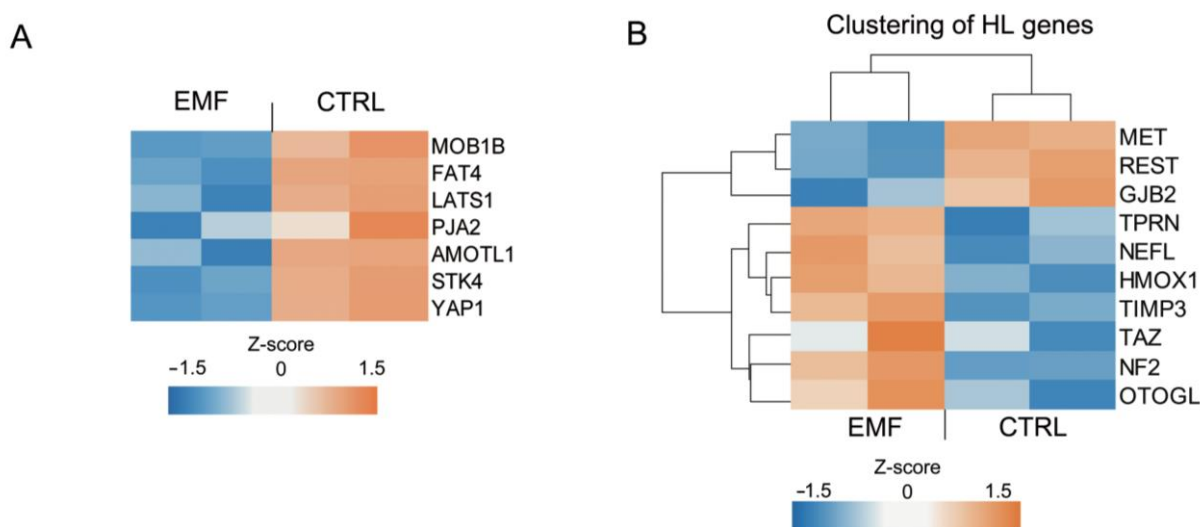 A
EMF CTRL
MOB1B
FAT4
LATS1
PJA2
AMOTL1
STK4
YAP1
Z-score
–1.5 0 1.5
B
Clustering of HL genes
MET
REST
GJB2
TPRN
NEFL
HMOX1
TIMP3
TAZ
NF2
OTOGL
EMF CTRL
Z-score
–1.5 0 1.5